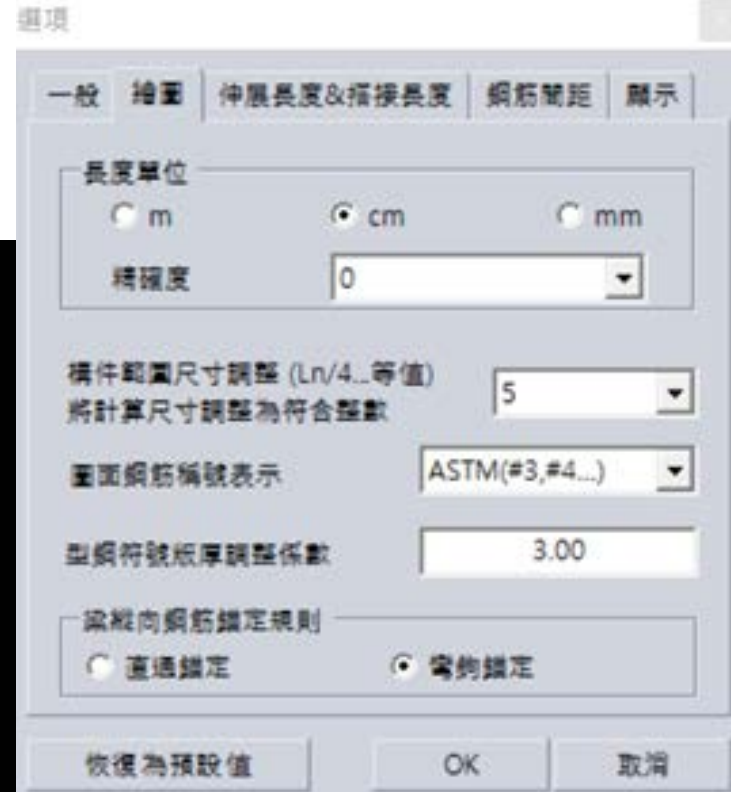 選項
一般 繪圖 伸展長度&搭接長度 鋼筋間距 顯示
長度單位
m cm mm
精確度 0
構件範圍尺寸調整 (Ln/4...等值)
將計算尺寸調整為符合整數 5
圖面鋼筋稱號表示 ASTM(#3,#4...)
型鋼符號版厚調整係數 3.00
梁縱向鋼筋錨定規則
直通錨定 彎鉤錨定
恢復為預設值 OK 取消